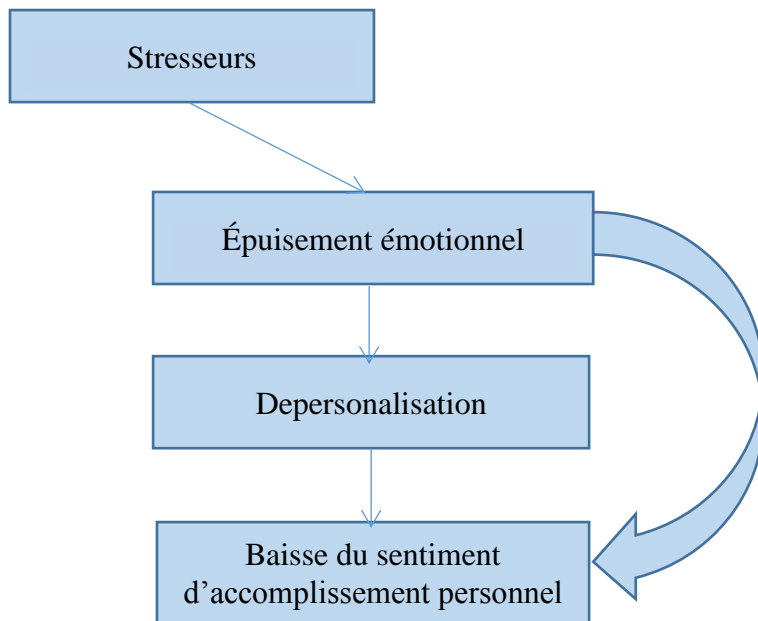 Stresseurs
Épuisement émotionnel
Depersonalisation
Baisse du sentiment
d’accomplissement personnel